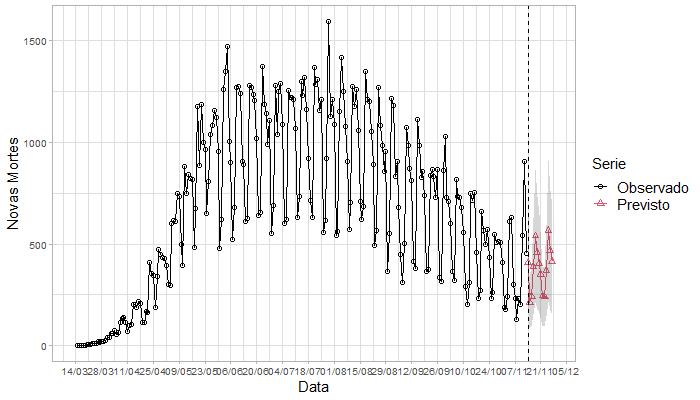 Novas Mortes
1500
1000
500
0
14/03 28/03 11/04 25/04 09/05 23/05 06/06 20/06 04/07 18/07 01/08 15/08 29/08 12/09 26/09 10/10 24/10 07/11 21/11 05/12
Data
Serie
Observado
Previsto